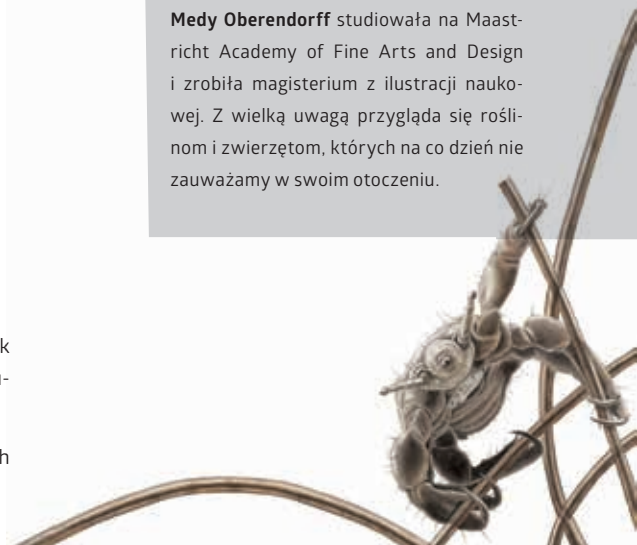 Medy Oberendorff studiowała na Maast-
richt Academy of Fine Arts and Design
i zrobiła magisterium z ilustracji nauko-
wej. Z wielką uwagą przygląda się rośli-
nom i zwierzętom, których na co dzień nie
zauważamy w swoim otoczeniu.
k
-
h